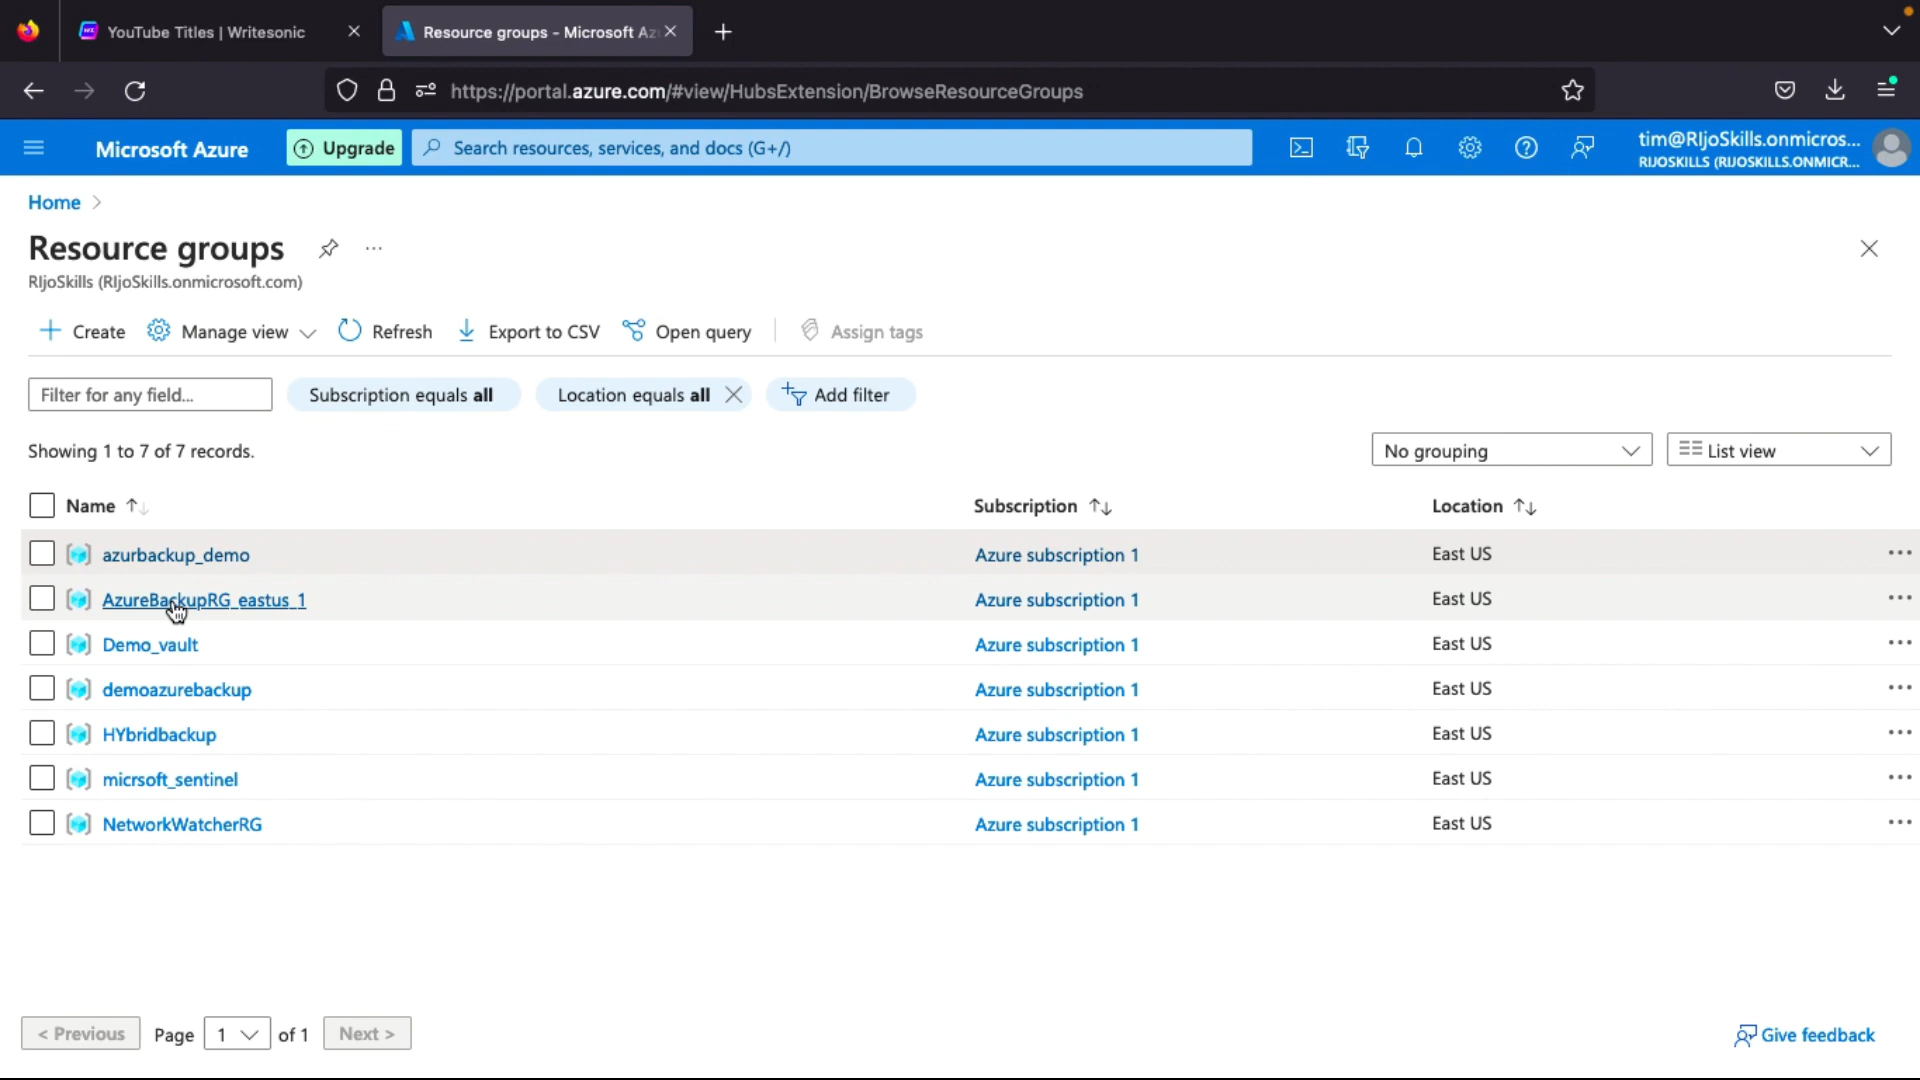 YouTube Titles | Writesonic
Resource groups - Microsoft Az
https://portal.azure.com/#view/HubsExtension/BrowseResourceGroups
Microsoft Azure
Upgrade
Search resources, services, and docs (G+/)
tim@RIjoSkills.onmicros...
RIJOSKILLS (RIJOSKILLS.ONMICR...
Home
Resource groups
RIjoSkills (RIjoSkills.onmicrosoft.com)
Create
Manage view
Refresh
Export to CSV
Open query
Assign tags
Filter for any field...
Subscription equals all
Location equals all
Add filter
Showing 1 to 7 of 7 records.
No grouping
List view
Name Subscription Location
azurbackup_demo Azure subscription 1 East US
AzureBackupRG_eastus_1 Azure subscription 1 East US
Demo_vault Azure subscription 1 East US
demoazurebackup Azure subscription 1 East US
HYbridbackup Azure subscription 1 East US
micrsoft_sentinel Azure subscription 1 East US
NetworkWatcherRG Azure subscription 1 East US
< Previous Page 1 of 1 Next >
Give feedback